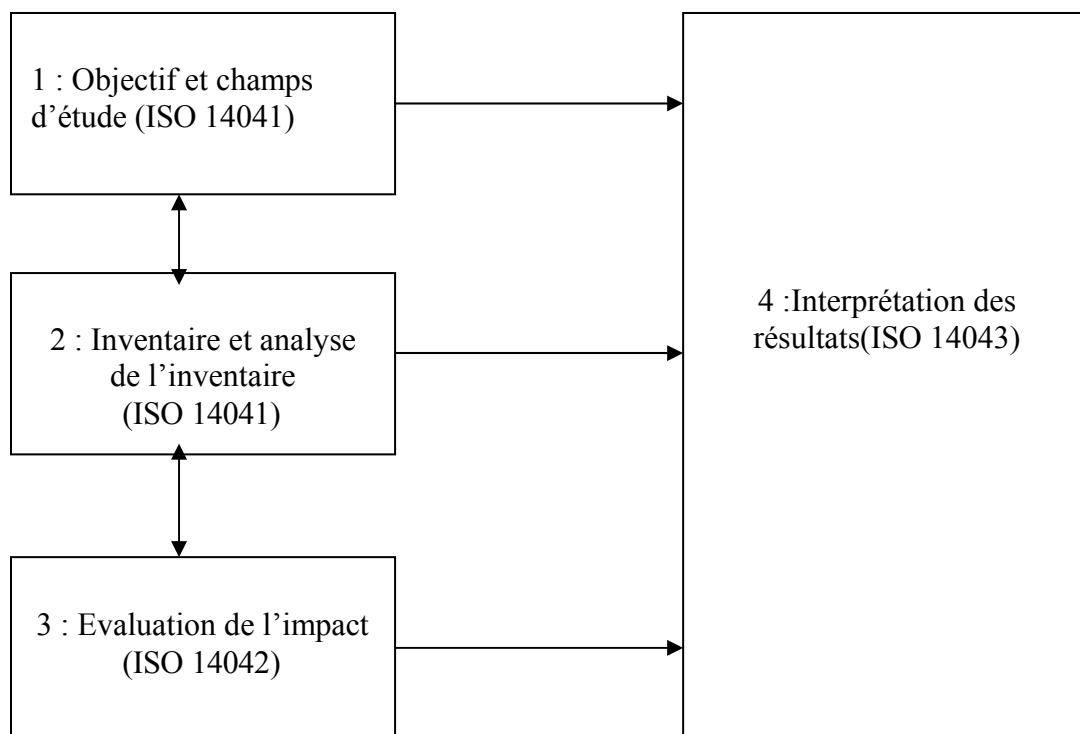 1 : Objectif et champs
d’étude (ISO 14041)
2 : Inventaire et analyse
de l’inventaire
(ISO 14041)
3 : Evaluation de l’impact
(ISO 14042)
4 :Interprétation des
résultats(ISO 14043)